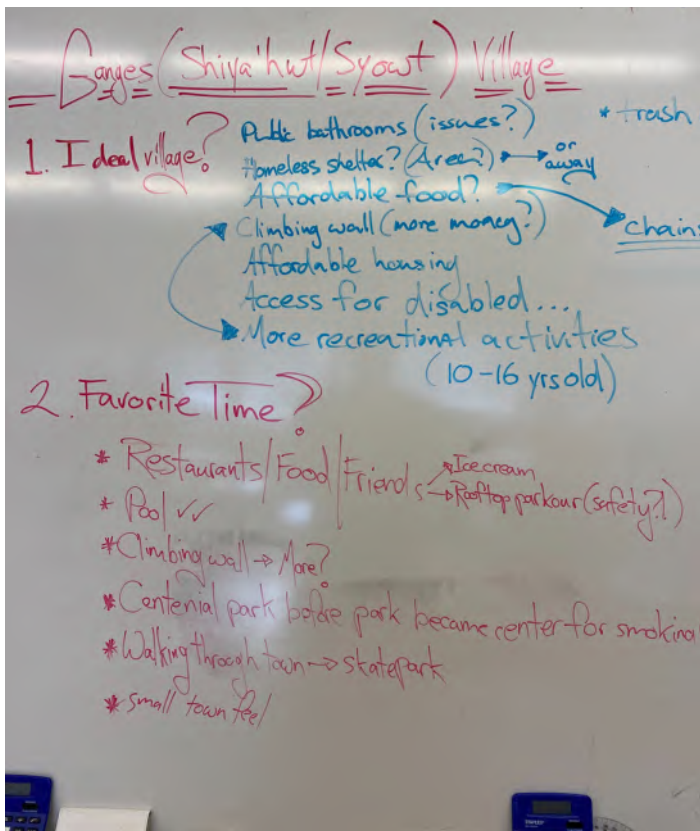 Ganges (Shiya'hwt/Syowt) Village
1. Ideal village?
Public bathrooms (issues?)
* trash
Homeless shelter? (Area?) → or away
Affordable food?
chains
Climbing wall (more money?)
Affordable housing
Access for disabled...
More recreational activities
(10-16 yrs old)
2. Favorite Time?
* Restaurants/Food/Friends → Ice cream
→ Rooftop parkour (safety?!)
* Pool ✓✓
* Climbing wall → More?
* Centenial park before park became center for smoking
* Walking through town → skatepark
* small town feel